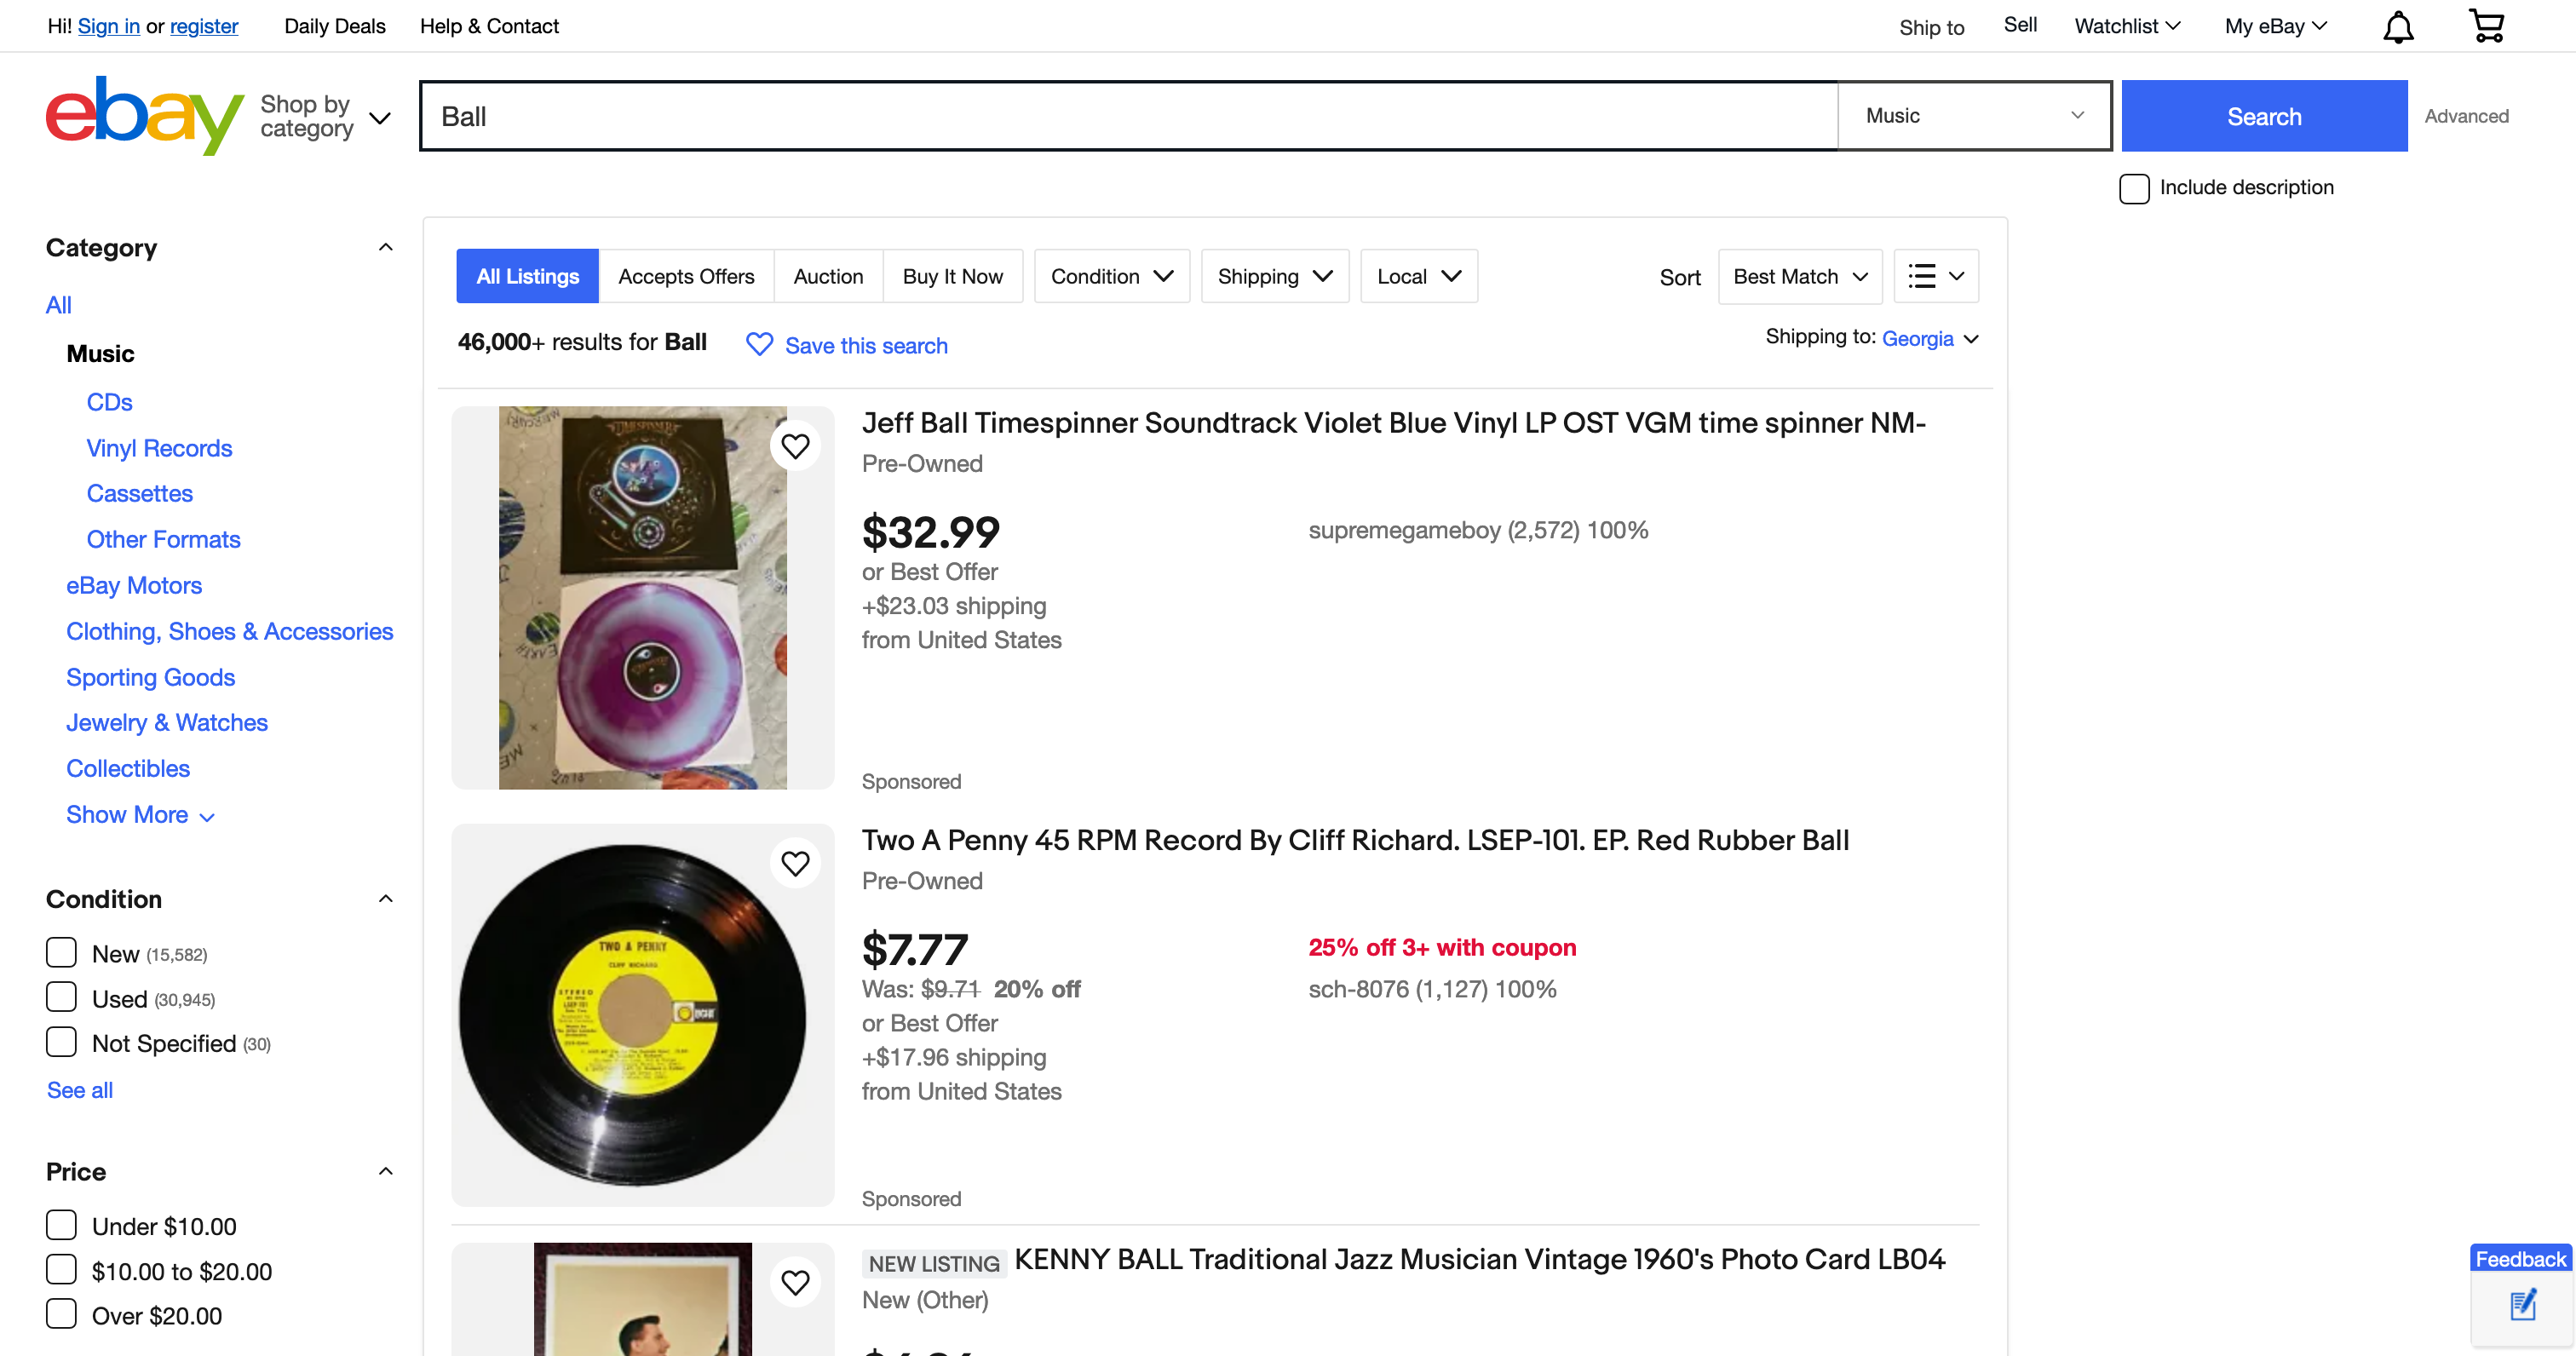 Hi! Sign in or register
Daily Deals
Help & Contact
Ship to
Sell
Watchlist
My eBay
ebay
Shop by
category
Ball
Music
Search
Advanced
Include description
Category
All
Music
CDs
Vinyl Records
Cassettes
Other Formats
eBay Motors
Clothing, Shoes & Accessories
Sporting Goods
Jewelry & Watches
Collectibles
Show More
Condition
New (15,582)
Used (30,945)
Not Specified (30)
See all
Price
Under $10.00
$10.00 to $20.00
Over $20.00
All Listings
Accepts Offers
Auction
Buy It Now
Condition
Shipping
Local
Sort
Best Match
46,000+ results for Ball
Save this search
Shipping to: Georgia
Jeff Ball Timespinner Soundtrack Violet Blue Vinyl LP OST VGM time spinner NM-
Pre-Owned
$32.99
supremegameboy (2,572) 100%
or Best Offer
+$23.03 shipping
from United States
Sponsored
TWO A PENNY
CLIFF RICHARD
Two A Penny 45 RPM Record By Cliff Richard. LSEP-101. EP. Red Rubber Ball
Pre-Owned
$7.77
25% off 3+ with coupon
Was: $9.71 20% off
sch-8076 (1,127) 100%
or Best Offer
+$17.96 shipping
from United States
Sponsored
NEW LISTING KENNY BALL Traditional Jazz Musician Vintage 1960's Photo Card LB04
New (Other)
Feedback